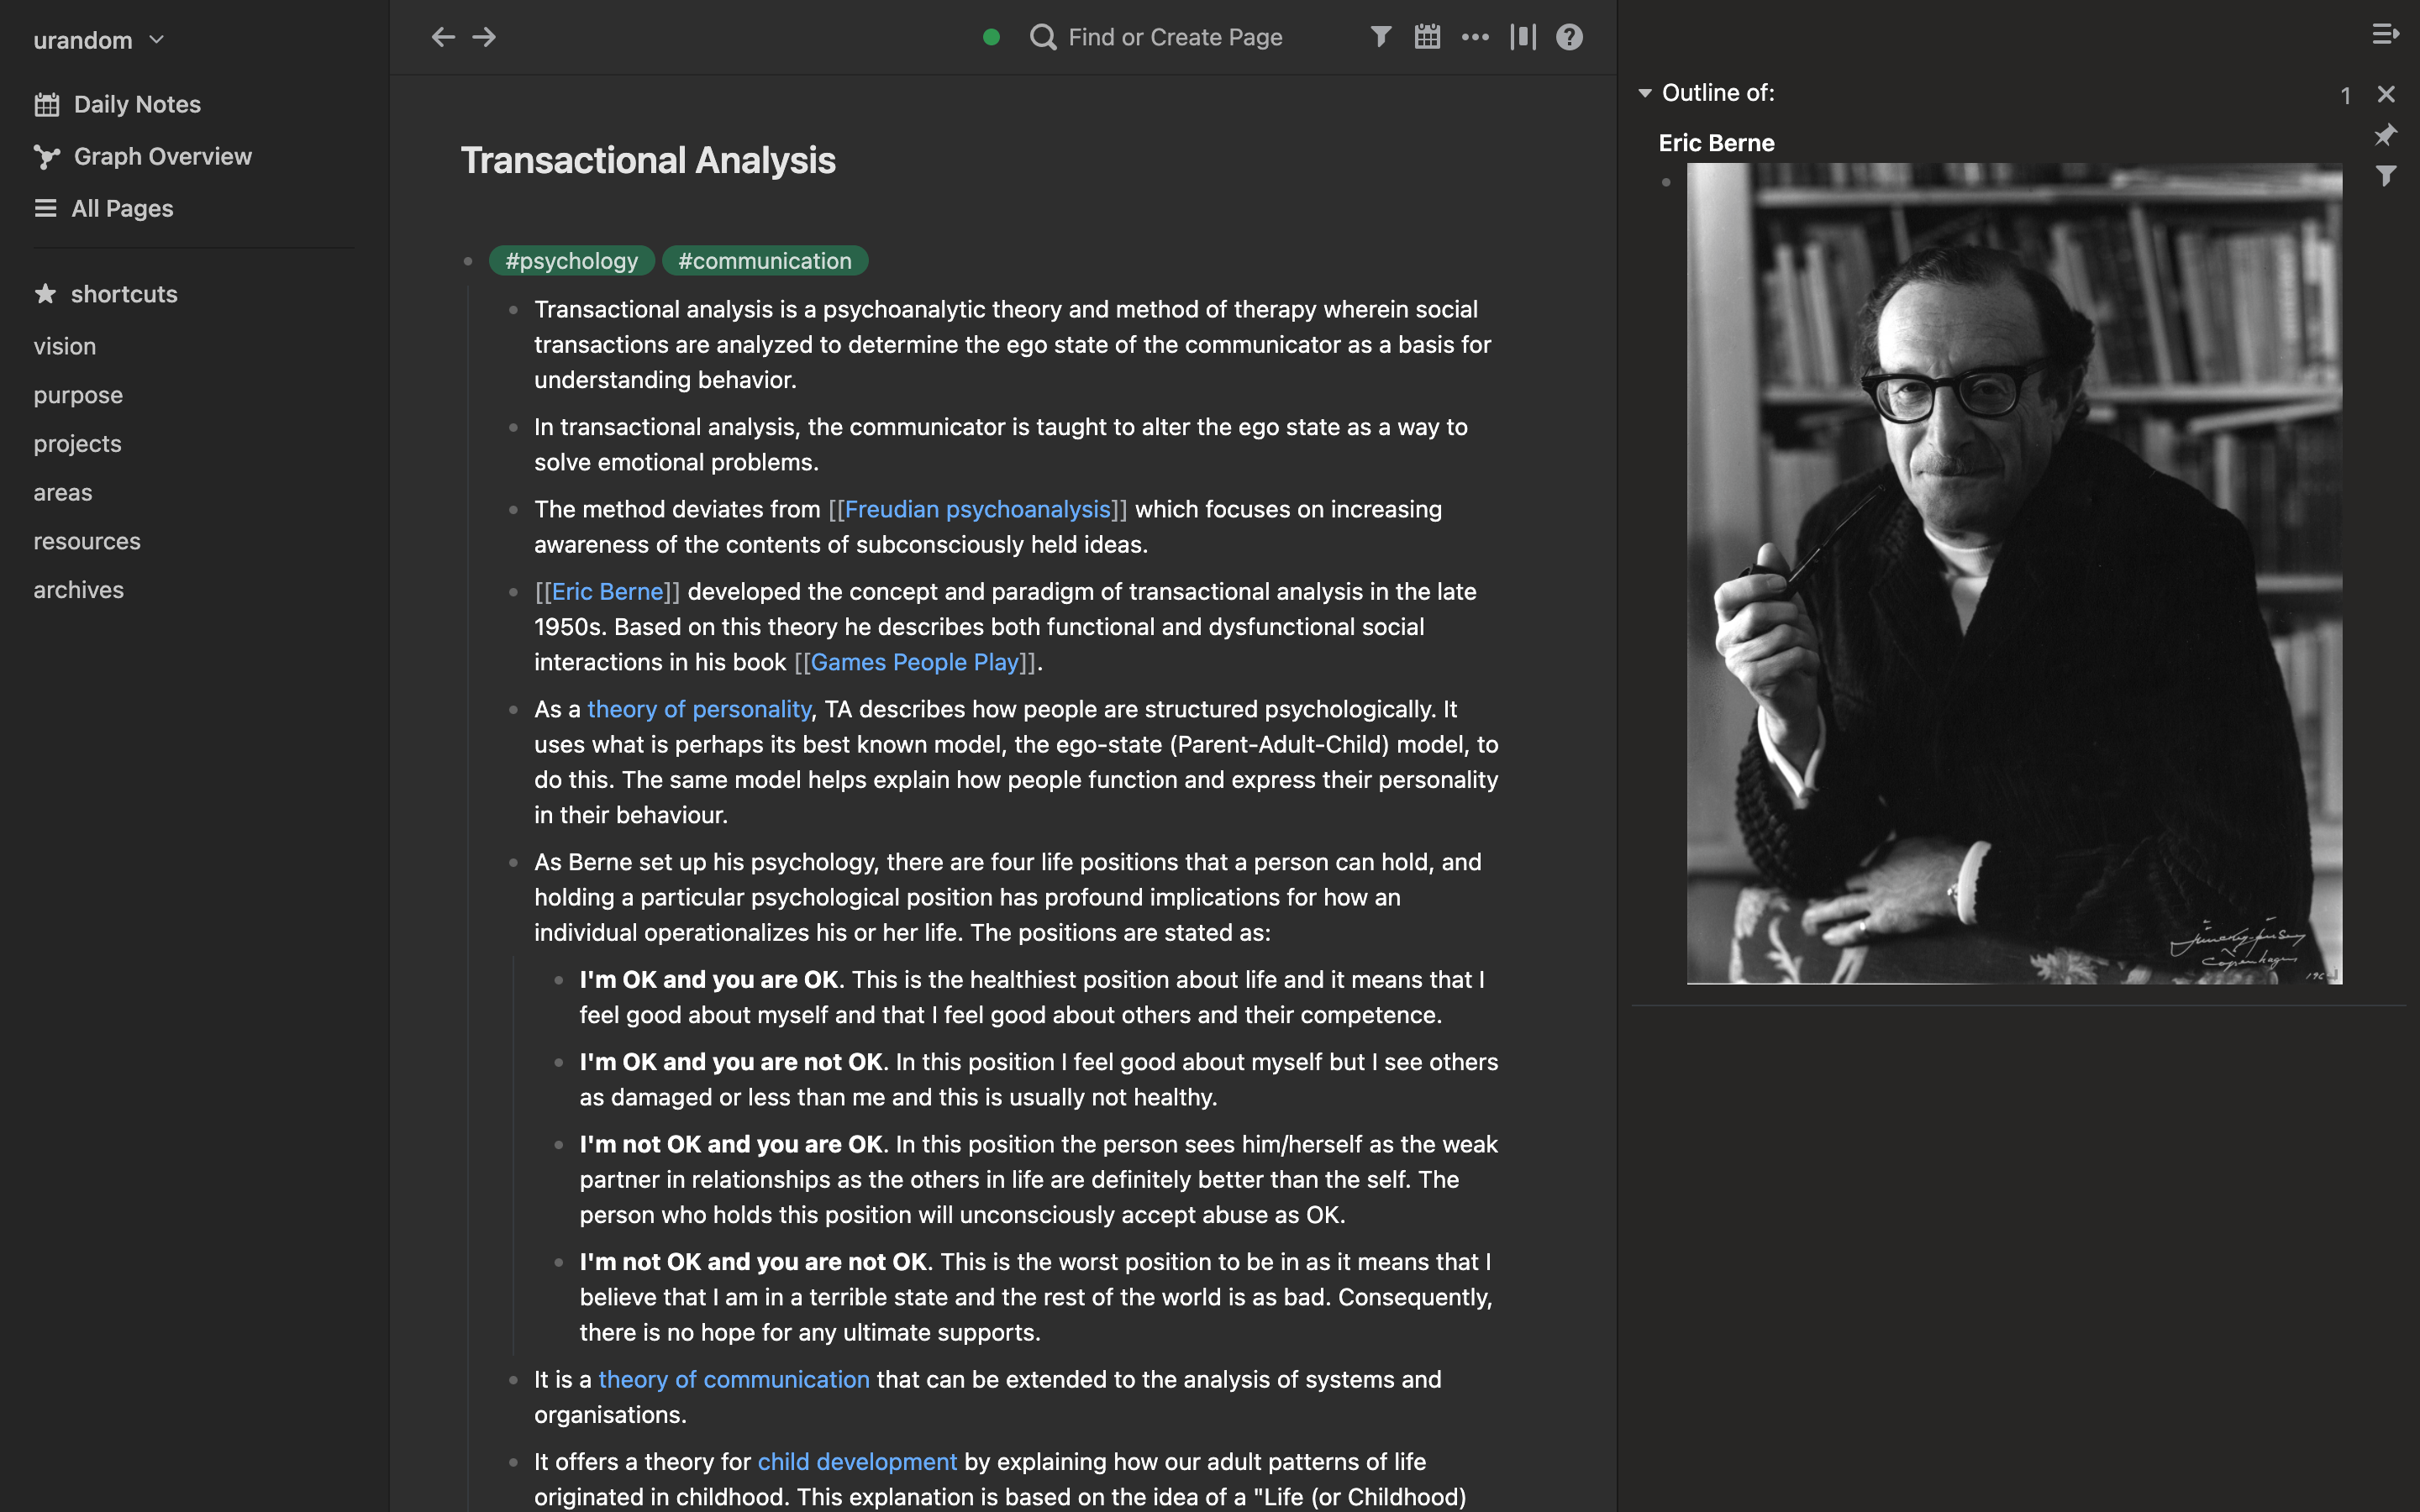 urandom
Daily Notes
Graph Overview
All Pages
shortcuts
vision
purpose
projects
areas
resources
archives
Find or Create Page
Transactional Analysis
#psychology #communication
Transactional analysis is a psychoanalytic theory and method of therapy wherein social
transactions are analyzed to determine the ego state of the communicator as a basis for
understanding behavior.
In transactional analysis, the communicator is taught to alter the ego state as a way to
solve emotional problems.
The method deviates from [[Freudian psychoanalysis]] which focuses on increasing
awareness of the contents of subconsciously held ideas.
[[Eric Berne]] developed the concept and paradigm of transactional analysis in the late
1950s. Based on this theory he describes both functional and dysfunctional social
interactions in his book [[Games People Play]].
As a theory of personality, TA describes how people are structured psychologically. It
uses what is perhaps its best known model, the ego-state (Parent-Adult-Child) model, to
do this. The same model helps explain how people function and express their personality
in their behaviour.
As Berne set up his psychology, there are four life positions that a person can hold, and
holding a particular psychological position has profound implications for how an
individual operationalizes his or her life. The positions are stated as:
I'm OK and you are OK. This is the healthiest position about life and it means that I
feel good about myself and that I feel good about others and their competence.
I'm OK and you are not OK. In this position I feel good about myself but I see others
as damaged or less than me and this is usually not healthy.
I'm not OK and you are OK. In this position the person sees him/herself as the weak
partner in relationships as the others in life are definitely better than the self. The
person who holds this position will unconsciously accept abuse as OK.
I'm not OK and you are not OK. This is the worst position to be in as it means that I
believe that I am in a terrible state and the rest of the world is as bad. Consequently,
there is no hope for any ultimate supports.
It is a theory of communication that can be extended to the analysis of systems and
organisations.
It offers a theory for child development by explaining how our adult patterns of life
originated in childhood. This explanation is based on the idea of a "Life (or Childhood)
Outline of:
1
Eric Berne
Copenhagen